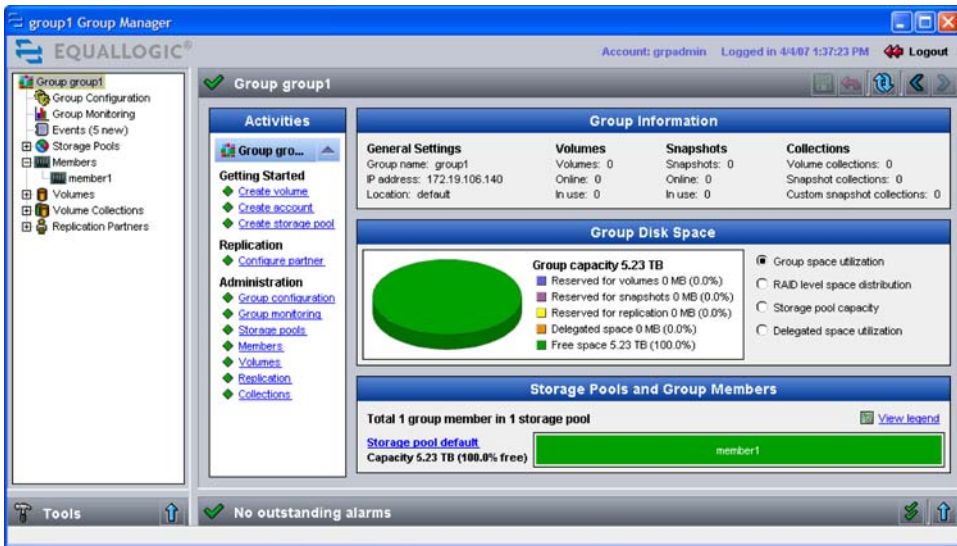 group1 Group Manager
EQUALLOGIC®
Account: grpadmin Logged in 4/4/07 1:37:23 PM Logout
Group group1
Group Configuration
Group Monitoring
Events (5 new)
Storage Pools
Members
member1
Volumes
Volume Collections
Replication Partners
Tools
Group group1
Activities
Group gro...
Getting Started
Create volume
Create account
Create storage pool
Replication
Configure partner
Administration
Group configuration
Group monitoring
Storage pools
Members
Volumes
Replication
Collections
Group Information
General Settings
Group name: group1
IP address: 172.19.106.140
Location: default
Volumes
Volumes: 0
Online: 0
In use: 0
Snapshots
Snapshots: 0
Online: 0
In use: 0
Collections
Volume collections: 0
Snapshot collections: 0
Custom snapshot collections: 0
Group Disk Space
Group capacity 5.23 TB
Reserved for volumes 0 MB (0.0%)
Reserved for snapshots 0 MB (0.0%)
Reserved for replication 0 MB (0.0%)
Delegated space 0 MB (0.0%)
Free space 5.23 TB (100.0%)
Group space utilization
RAID level space distribution
Storage pool capacity
Delegated space utilization
Storage Pools and Group Members
Total 1 group member in 1 storage pool
View legend
Storage pool default
Capacity 5.23 TB (100.0% free)
member1
No outstanding alarms